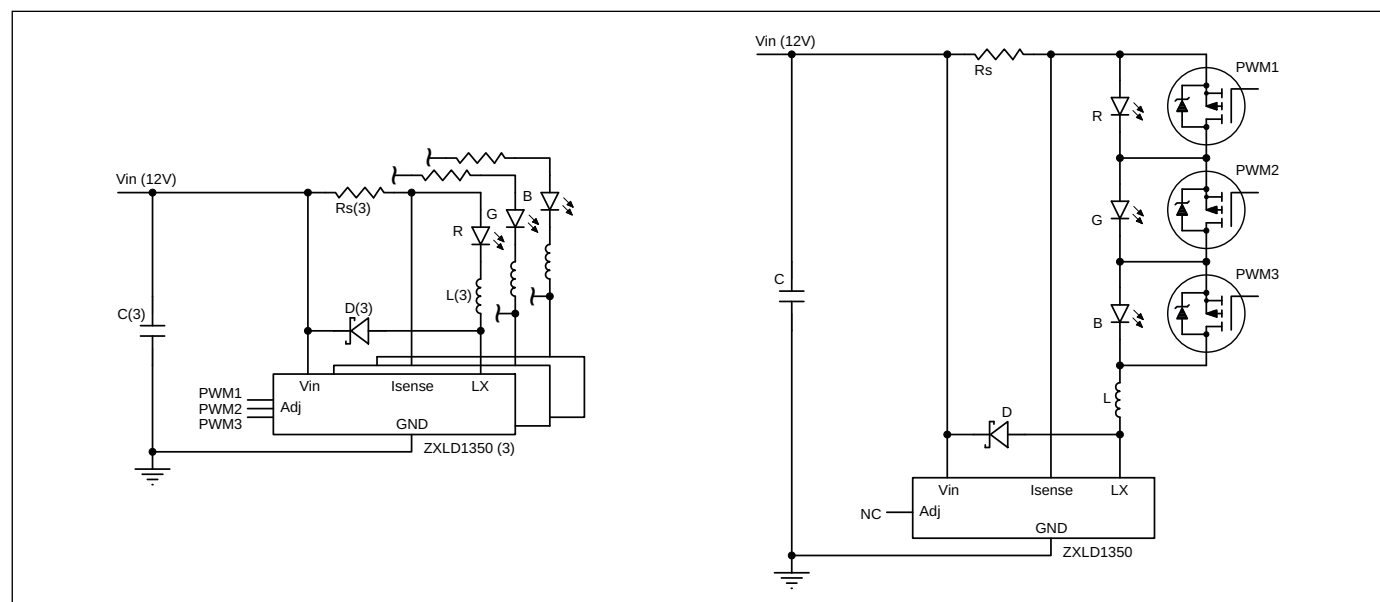 Vin (12V)
Rs(3)
R
G
B
L(3)
D(3)
C(3)
Vin
Isense
LX
PWM1
PWM2
PWM3
Adj
GND
ZXLD1350 (3)
Vin (12V)
Rs
PWM1
R
PWM2
G
PWM3
B
C
L
D
Vin
Isense
LX
NC
Adj
GND
ZXLD1350